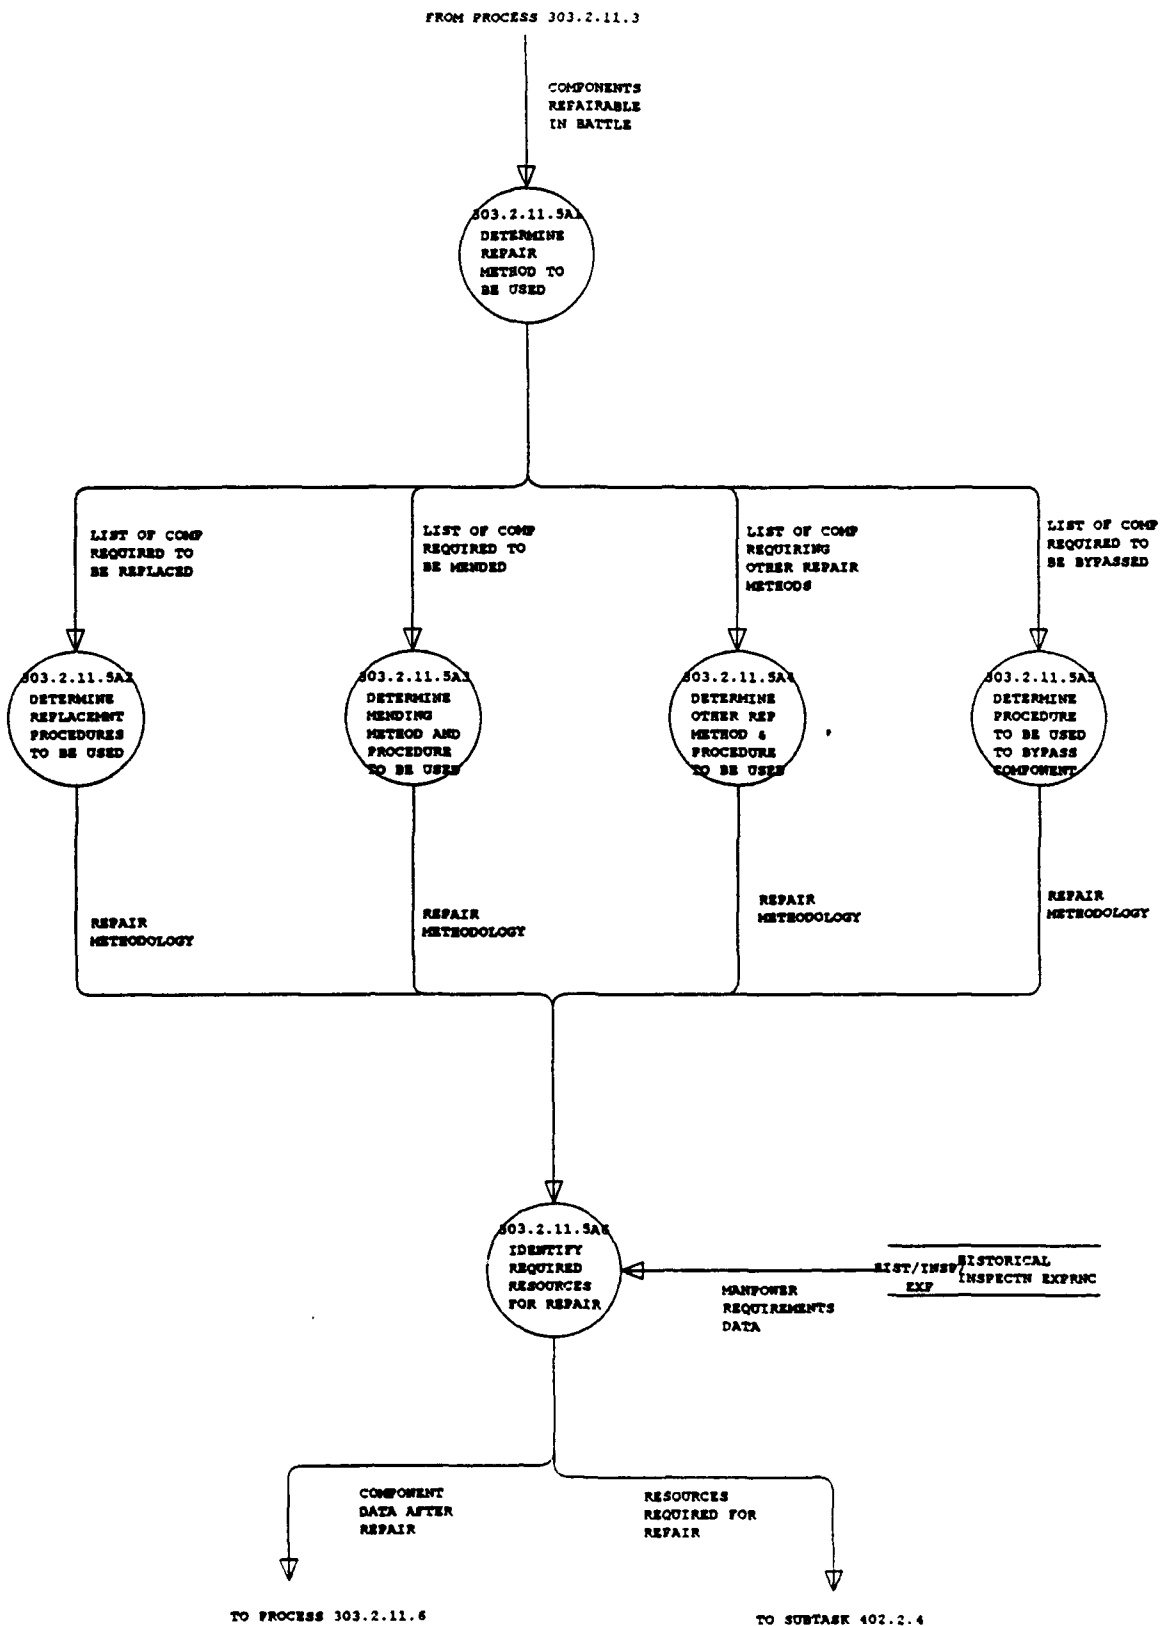 FROM PROCESS 303.2.11.3
COMPONENTS
REPAIRABLE
IN BATTLE
303.2.11.5A1
DETERMINE
REPAIR
METHOD TO
BE USED
LIST OF COMP
REQUIRED TO
BE REPLACED
LIST OF COMP
REQUIRED TO
BE MENDED
LIST OF COMP
REQUIRING
OTHER REPAIR
METHODS
LIST OF COMP
REQUIRED TO
BE BYPASSED
303.2.11.5A2
DETERMINE
REPLACEMNT
PROCEDURES
TO BE USED
303.2.11.5A3
DETERMINE
MENDING
METHOD AND
PROCEDURE
TO BE USED
303.2.11.5A4
DETERMINE
OTHER REP
METHOD &
PROCEDURE
TO BE USED
303.2.11.5A5
DETERMINE
PROCEDURE
TO BE USED
TO BYPASS
COMPONENT
REPAIR
METHODOLOGY
REPAIR
METHODOLOGY
REPAIR
METHODOLOGY
REPAIR
METHODOLOGY
303.2.11.5A6
IDENTIFY
REQUIRED
RESOURCES
FOR REPAIR
MANPOWER
REQUIREMENTS
DATA
HIST/INSP/
EXP
HISTORICAL
INSPECTN EXPRNC
COMPONENT
DATA AFTER
REPAIR
RESOURCES
REQUIRED FOR
REPAIR
TO PROCESS 303.2.11.6
TO SUBTASK 402.2.4